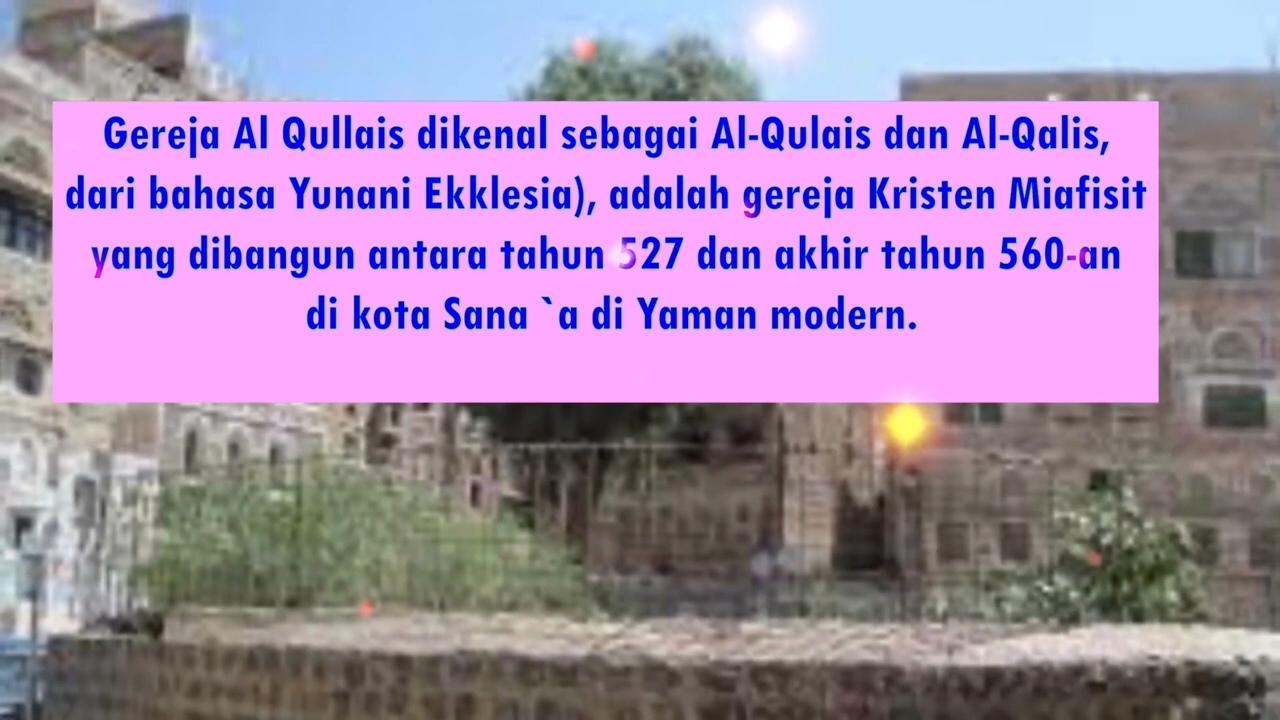 Gereja Al Qullais dikenal sebagai Al-Qulais dan Al-Qalis,
dari bahasa Yunani Ekklesia), adalah gereja Kristen Miafisit
yang dibangun antara tahun 527 dan akhir tahun 560-an
di kota Sana `a di Yaman modern.